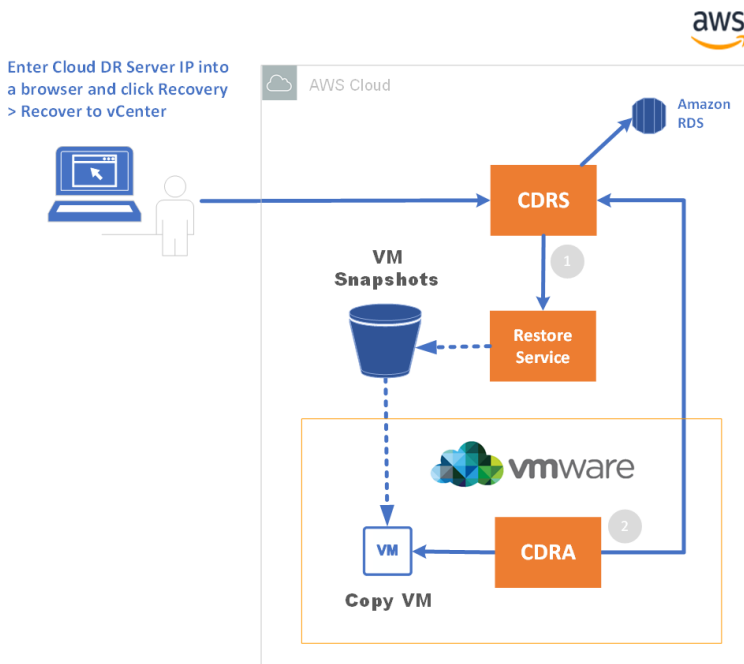 aws
Enter Cloud DR Server IP into
a browser and click Recovery
> Recover to vCenter
AWS Cloud
Amazon
RDS
CDRS
1
VM
Snapshots
Restore
Service
vmware
2
CDRA
VM
Copy VM